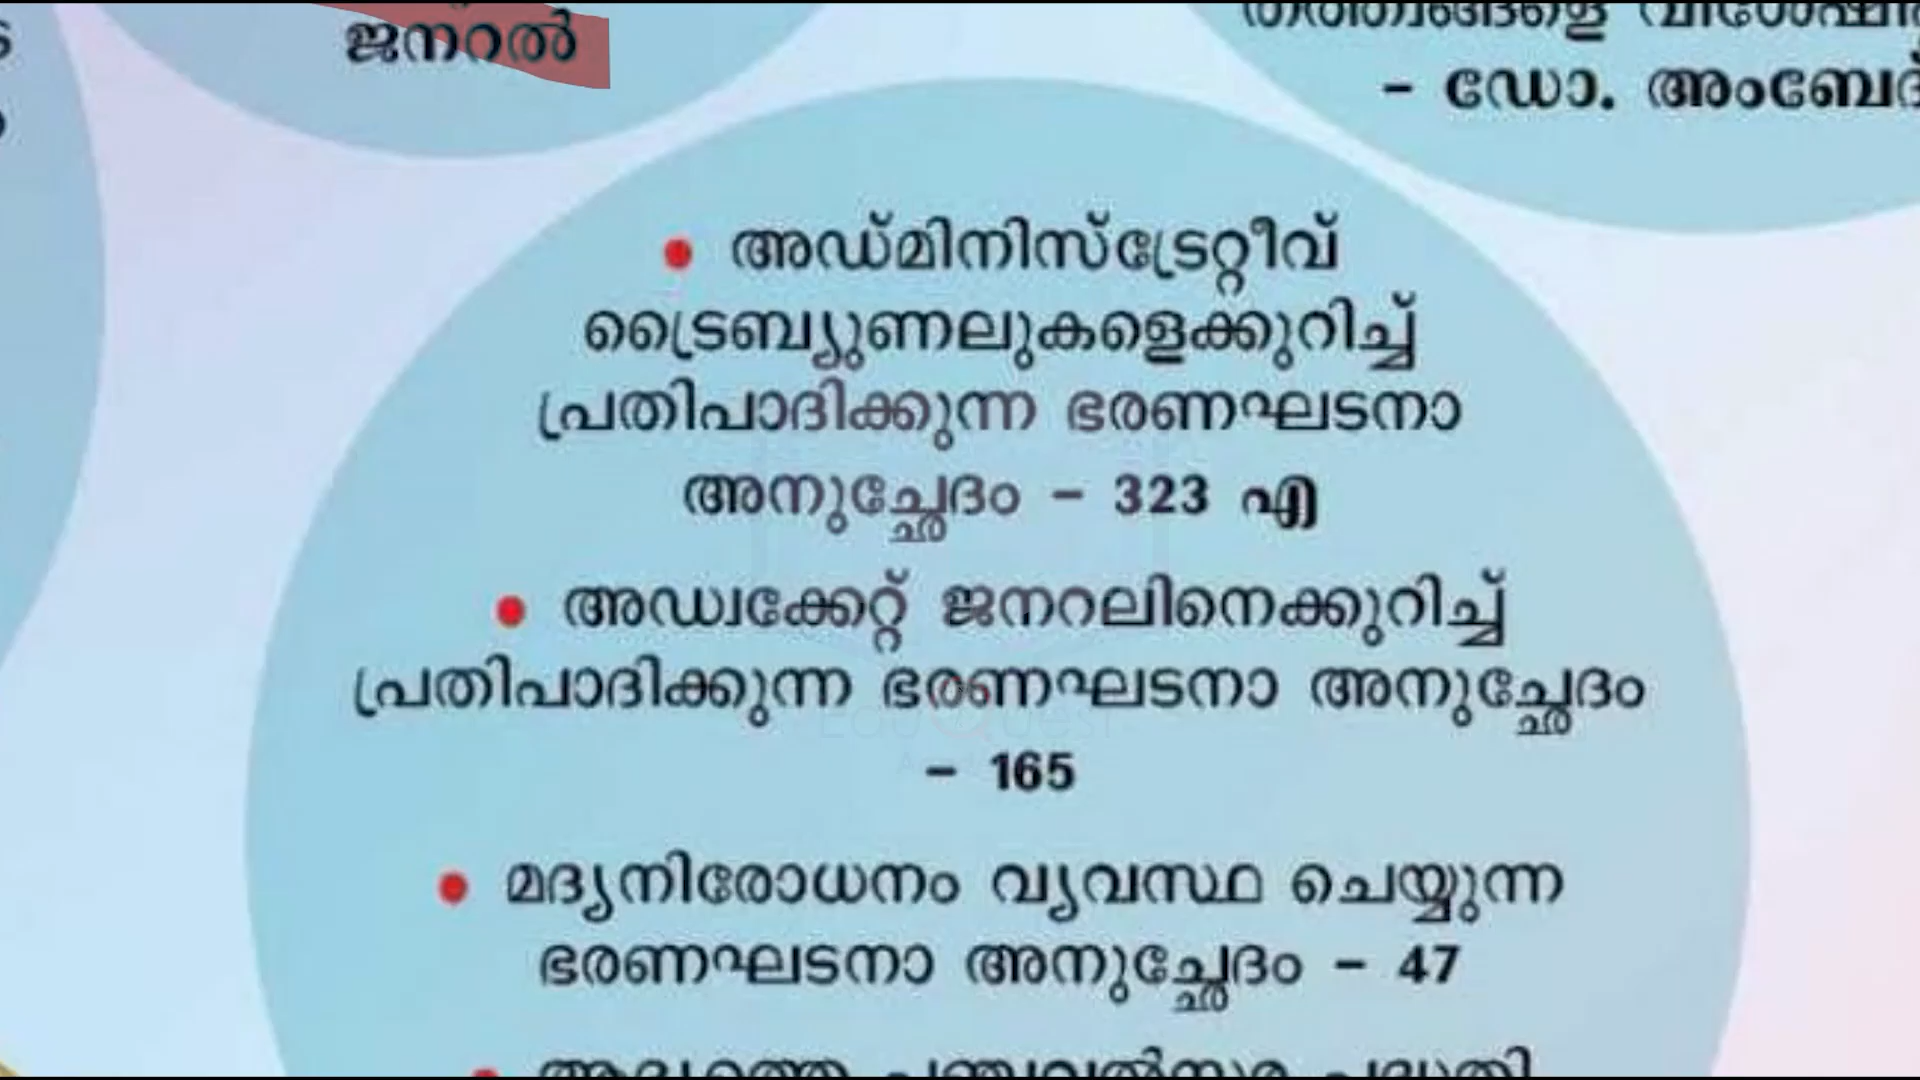 ജനറൽ
- ഡോ.
• അഡ്മിനിസ്ട്രേറ്റീവ്
ട്രൈബ്യുണലുകളെക്കുറിച്ച്
പ്രതിപാദിക്കുന്ന ഭരണഘടനാ
അനുച്ഛേദം - 323 എ
• അഡ്വക്കേറ്റ് ജനറലിനെക്കുറിച്ച്
പ്രതിപാദിക്കുന്ന ഭരണഘടനാ അനുച്ഛേദം
- 165
• മദ്യനിരോധനം വ്യവസ്ഥ ചെയ്യുന്ന
ഭരണഘടനാ അനുച്ഛേദം - 47